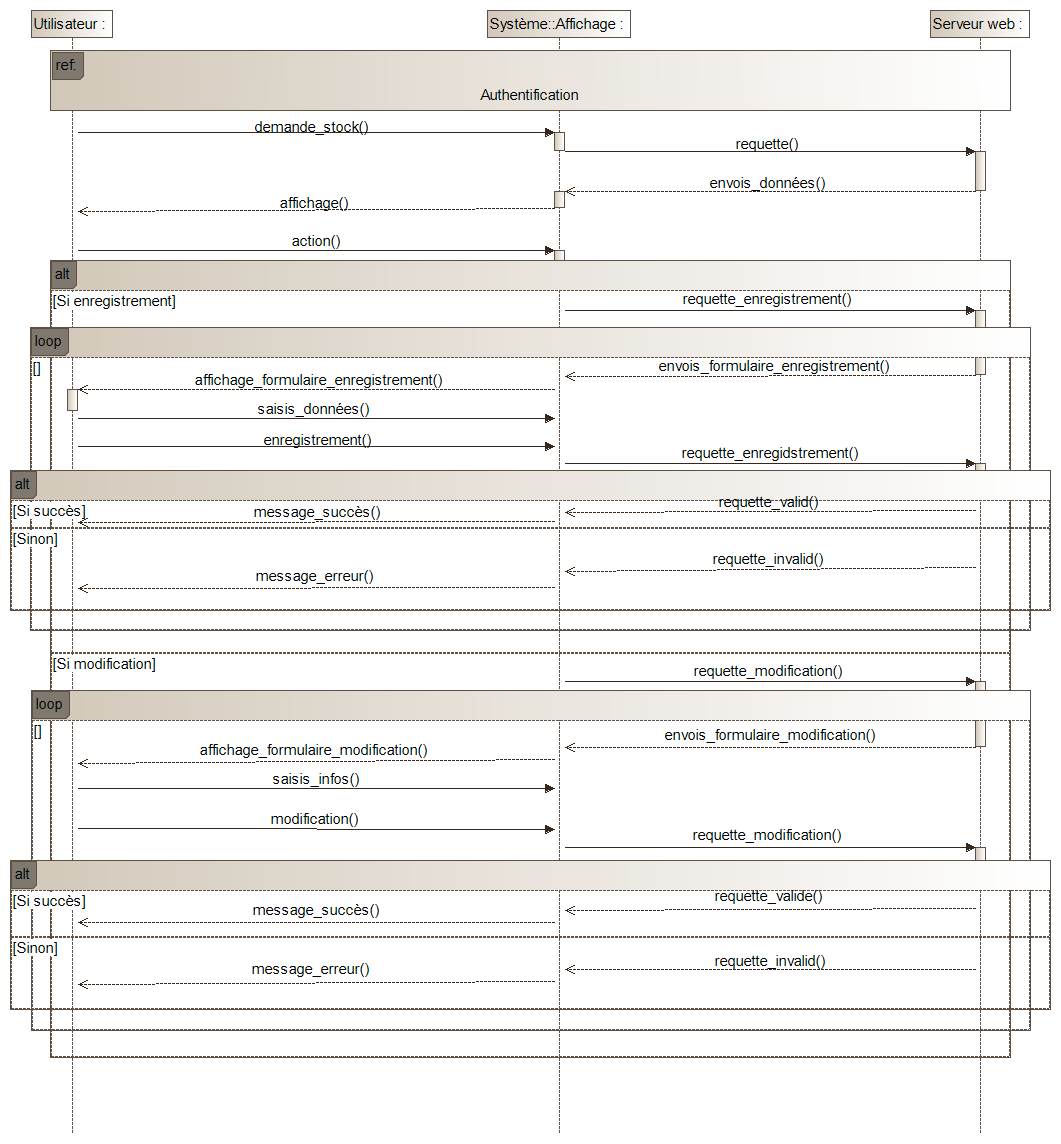 Utilisateur :
Système::Affichage :
Serveur web :
ref:
Authentification
demande_stock()
requette()
envois_données()
affichage()
action()
alt
[Si enregistrement]
requette_enregistrement()
loop
[]
envois_formulaire_enregistrement()
affichage_formulaire_enregistrement()
saisis_données()
enregistrement()
requette_enregidstrement()
alt
[Si succès]
requette_valid()
message_succès()
[Sinon]
requette_invalid()
message_erreur()
[Si modification]
requette_modification()
loop
[]
envois_formulaire_modification()
affichage_formulaire_modification()
saisis_infos()
modification()
requette_modification()
alt
[Si succès]
requette_valide()
message_succès()
[Sinon]
requette_invalid()
message_erreur()